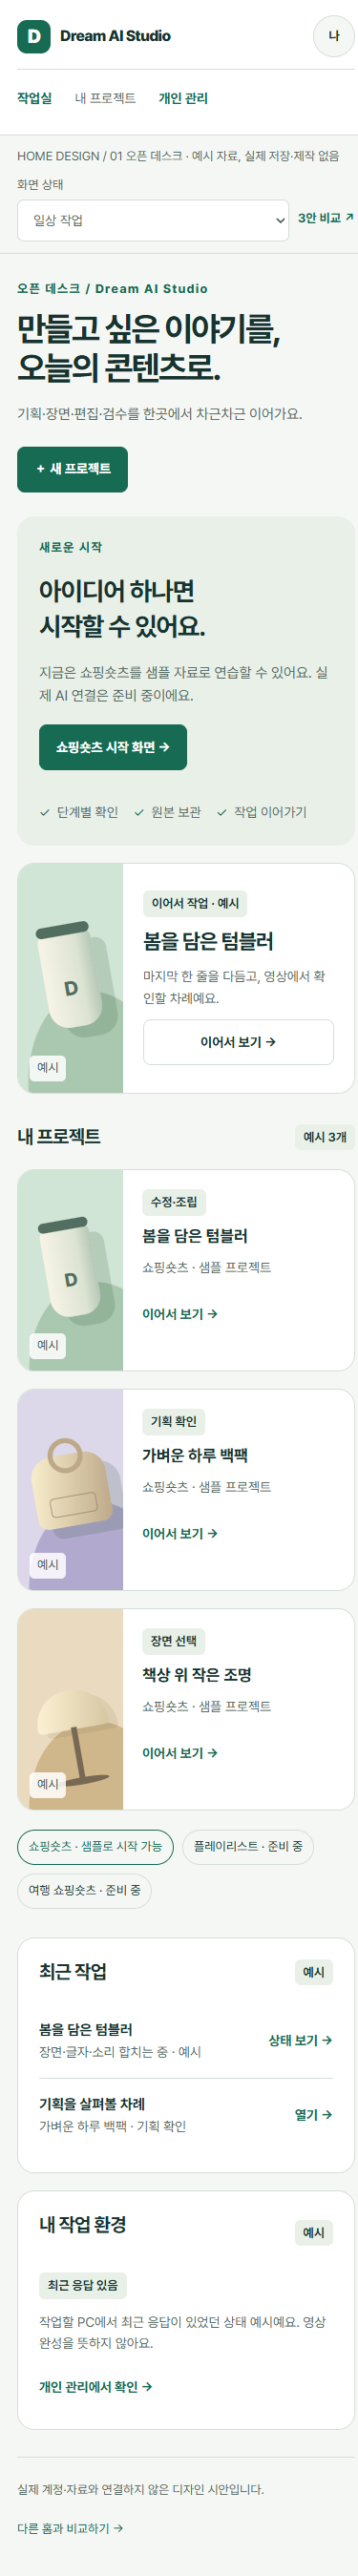 D Dream AI Studio 나
작업실 내 프로젝트 개인 관리
HOME DESIGN / 01 오픈 데스크 · 예시 자료, 실제 저장·제작 없음
화면 상태
일상 작업 3안 비교 ↗
오픈 데스크 / Dream AI Studio
만들고 싶은 이야기를,
오늘의 콘텐츠로.
기획·장면·편집·검수를 한곳에서 차근차근 이어가요.
+ 새 프로젝트
새로운 시작
아이디어 하나면
시작할 수 있어요.
지금은 쇼핑숏츠를 샘플 자료로 연습할 수 있어요. 실
제 AI 연결은 준비 중이에요.
쇼핑숏츠 시작 화면 →
✓ 단계별 확인 ✓ 원본 보관 ✓ 작업 이어가기
이어서 작업 · 예시
봄을 담은 텀블러
마지막 한 줄을 다듬고, 영상에서 확
인할 차례예요.
D
이어서 보기 →
예시
내 프로젝트 예시 3개
수정·조립
봄을 담은 텀블러
쇼핑숏츠 · 샘플 프로젝트
D
이어서 보기 →
예시
기획 확인
가벼운 하루 백팩
쇼핑숏츠 · 샘플 프로젝트
이어서 보기 →
예시
장면 선택
책상 위 작은 조명
쇼핑숏츠 · 샘플 프로젝트
이어서 보기 →
예시
쇼핑숏츠 · 샘플로 시작 가능 플레이리스트 · 준비 중
여행 쇼핑숏츠 · 준비 중
최근 작업 예시
봄을 담은 텀블러
장면·글자·소리 합치는 중 · 예시
상태 보기 →
기획을 살펴볼 차례
가벼운 하루 백팩 · 기획 확인
열기 →
내 작업 환경 예시
최근 응답 있음
작업할 PC에서 최근 응답이 있었던 상태 예시예요. 영상
완성을 뜻하지 않아요.
개인 관리에서 확인 →
실제 계정·자료와 연결하지 않은 디자인 시안입니다.
다른 홈과 비교하기 →